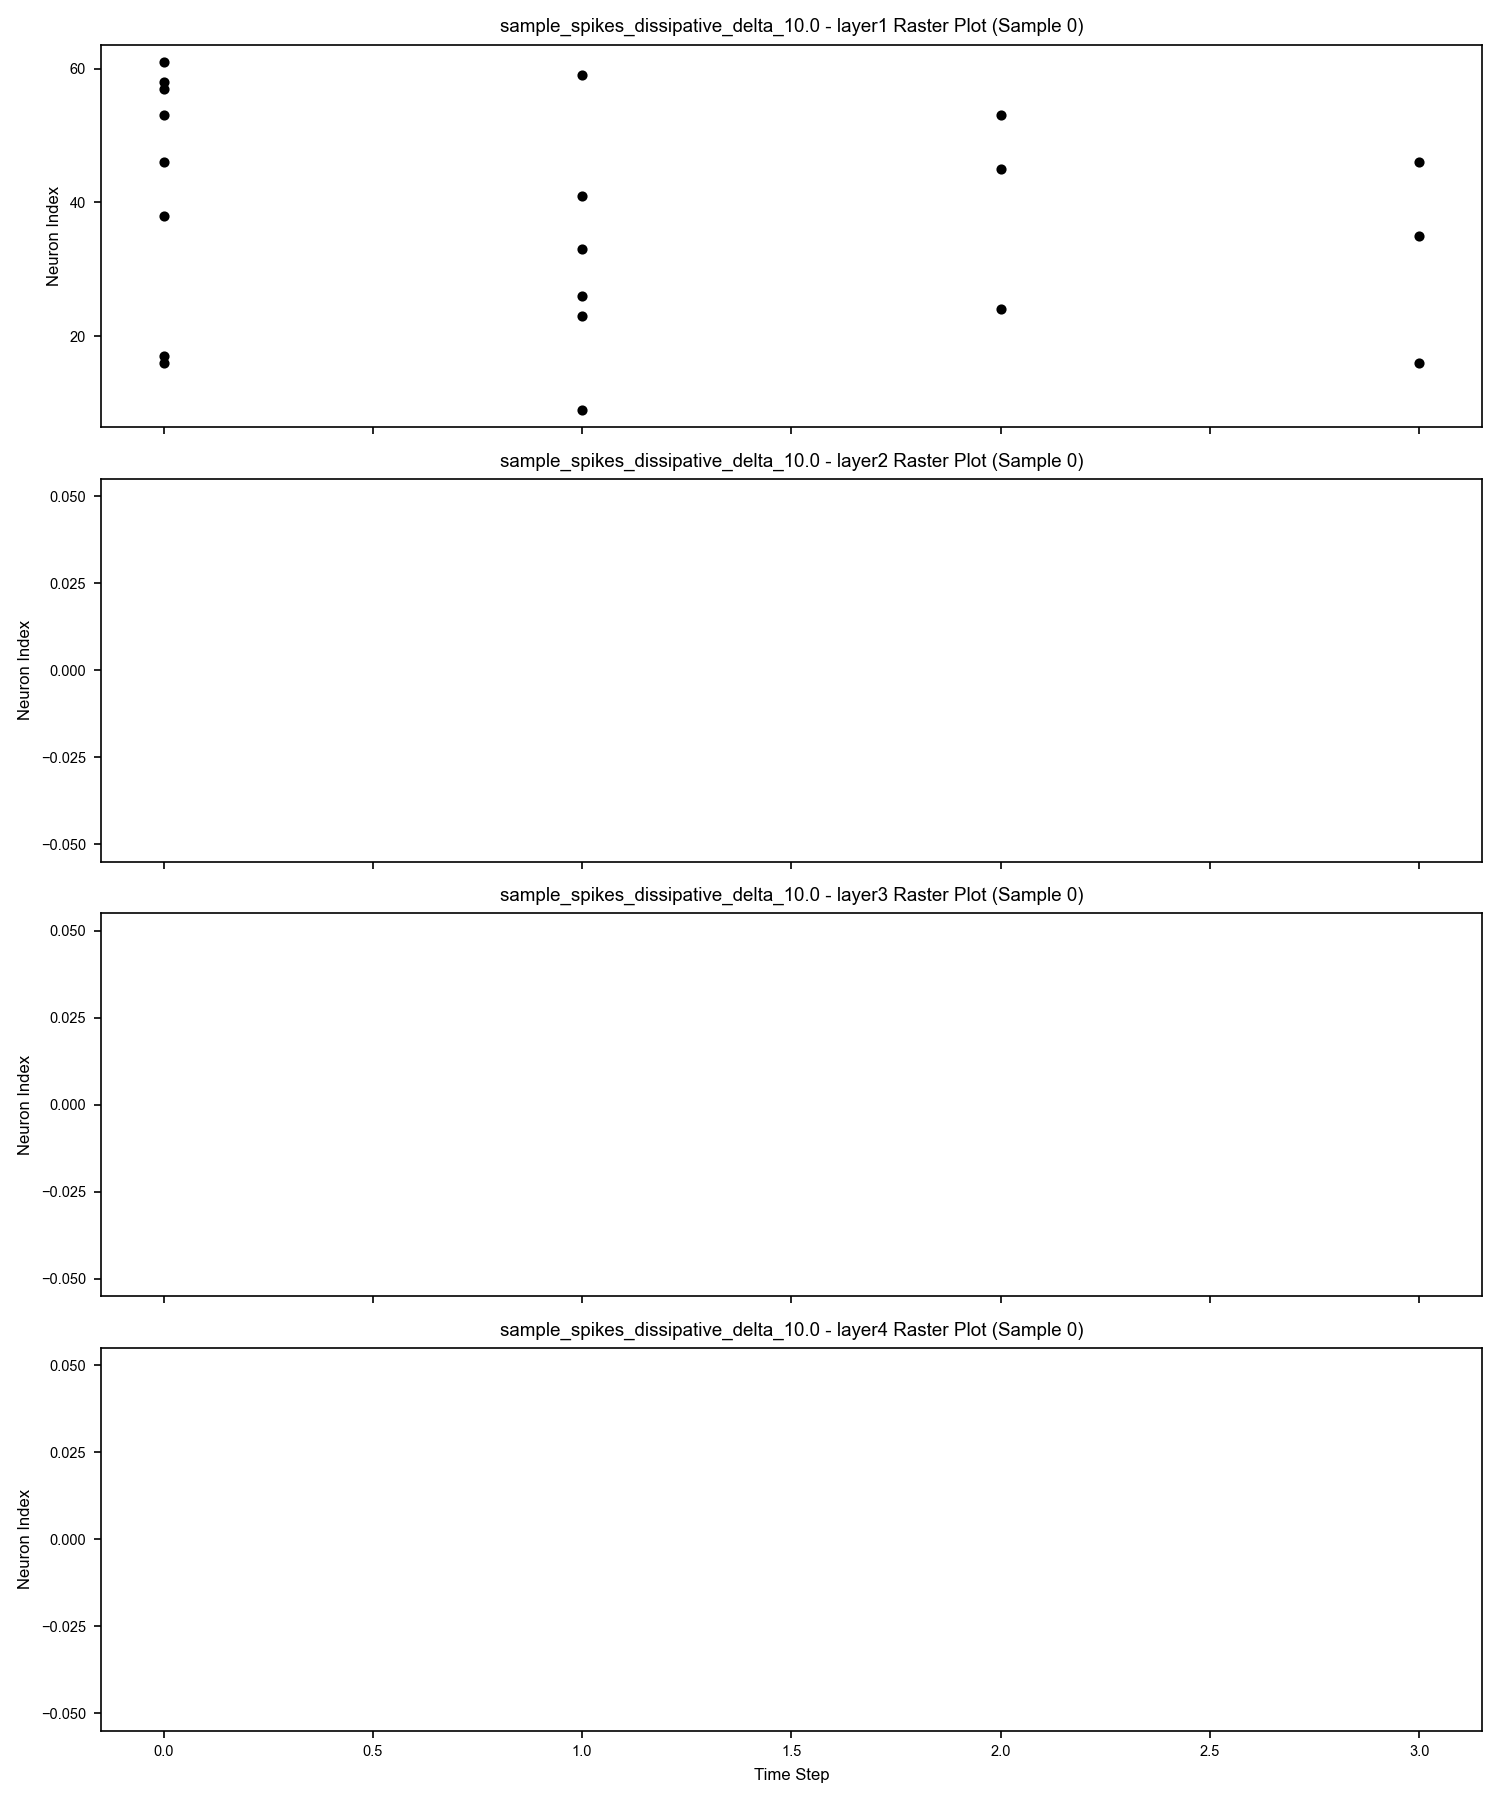 sample_spikes_dissipative_delta_10.0 - layer1 Raster Plot (Sample 0)
60
40
20
Neuron Index
sample_spikes_dissipative_delta_10.0 - layer2 Raster Plot (Sample 0)
0.050
0.025
0.000
−0.025
−0.050
Neuron Index
sample_spikes_dissipative_delta_10.0 - layer3 Raster Plot (Sample 0)
0.050
0.025
0.000
−0.025
−0.050
Neuron Index
sample_spikes_dissipative_delta_10.0 - layer4 Raster Plot (Sample 0)
0.050
0.025
0.000
−0.025
−0.050
Neuron Index
0.0 0.5 1.0 1.5 2.0 2.5 3.0
Time Step